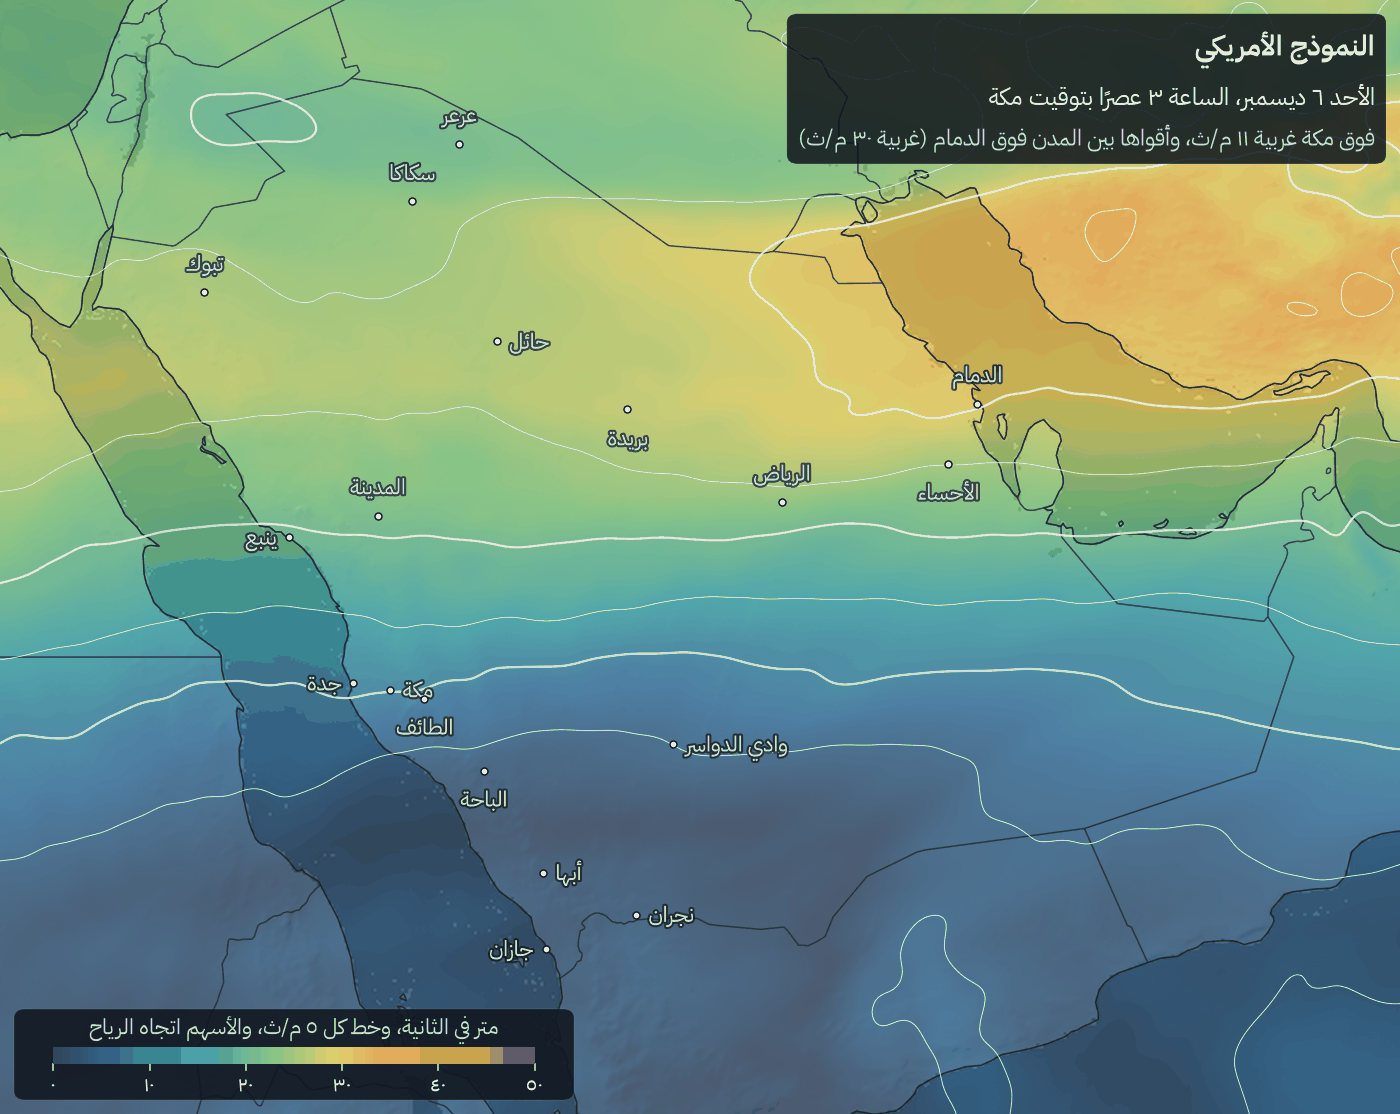 النموذج الأمريكي
الأحد ٦ ديسمبر، الساعة ٣ عصرًا بتوقيت مكة
فوق مكة غربية ١١ م/ث، وأقواها بين المدن فوق الدمام (غربية ٣٠ م/ث)
عرعر
سكاكا
تبوك
حائل
الدمام
بريدة
الرياض
الأحساء
المدينة
ينبع
جدة
مكة
الطائف
وادي الدواسر
الباحة
أبها
نجران
جازان
متر في الثانية، وخط كل ٥ م/ث، والأسهم اتجاه الرياح
٠ ١٠ ٢٠ ٣٠ ٤٠ ٥٠